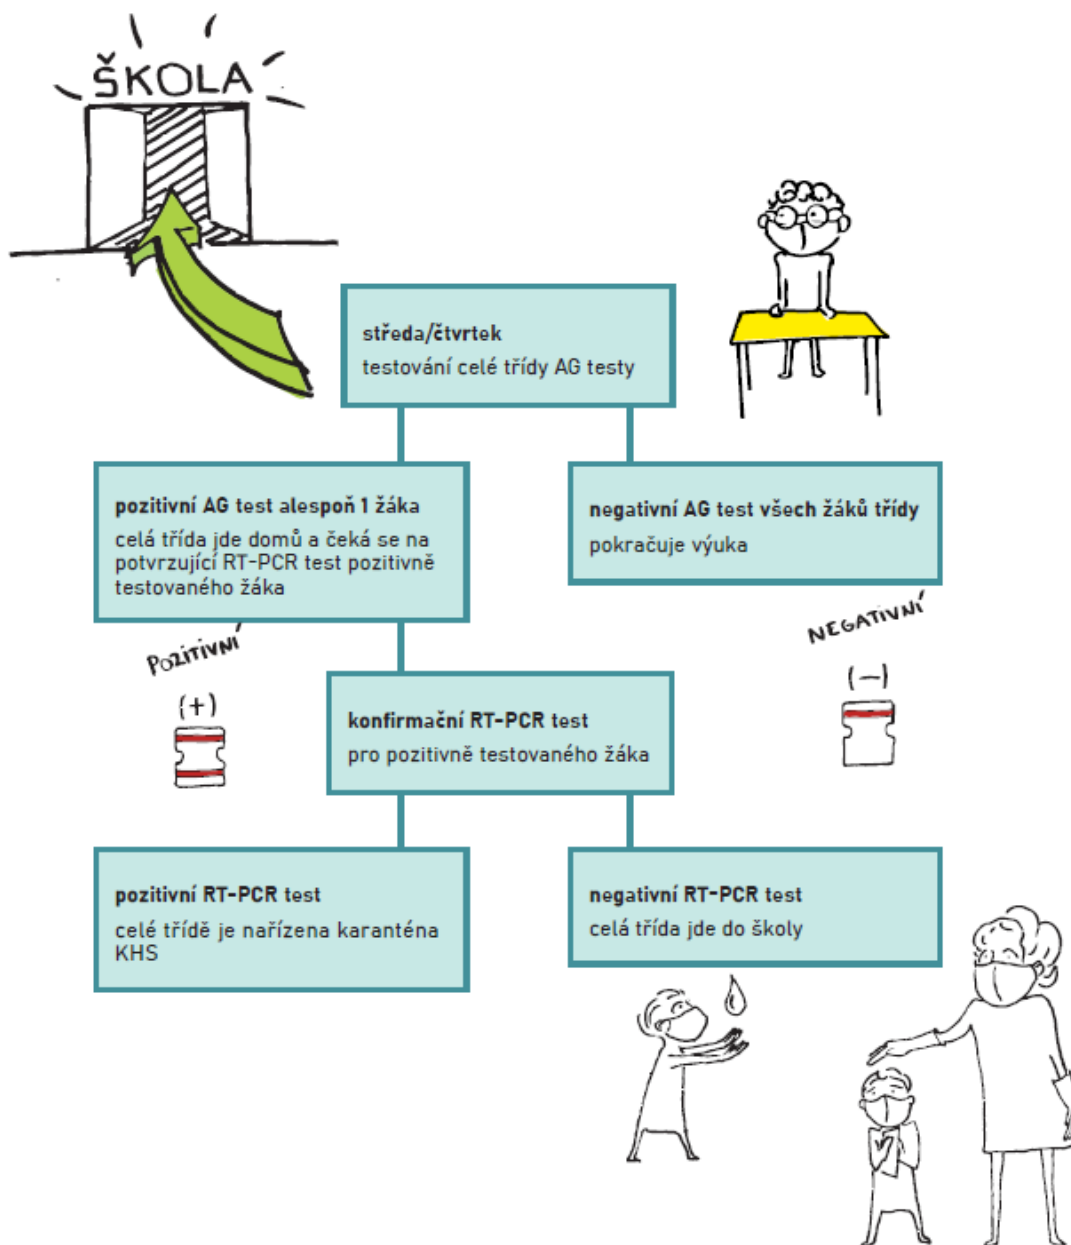 ŠKOLA
středa/čtvrtek
testování celé třídy AG testy
pozitivní AG test alespoň 1 žáka
celá třída jde domů a čeká se na
potvrzující RT-PCR test pozitivně
testovaného žáka
negativní AG test všech žáků třídy
pokračuje výuka
POZITIVNÍ
(+)
NEGATIVNÍ
(−)
konfirmační RT-PCR test
pro pozitivně testovaného žáka
pozitivní RT-PCR test
celé třídě je nařízena karanténa
KHS
negativní RT-PCR test
celá třída jde do školy